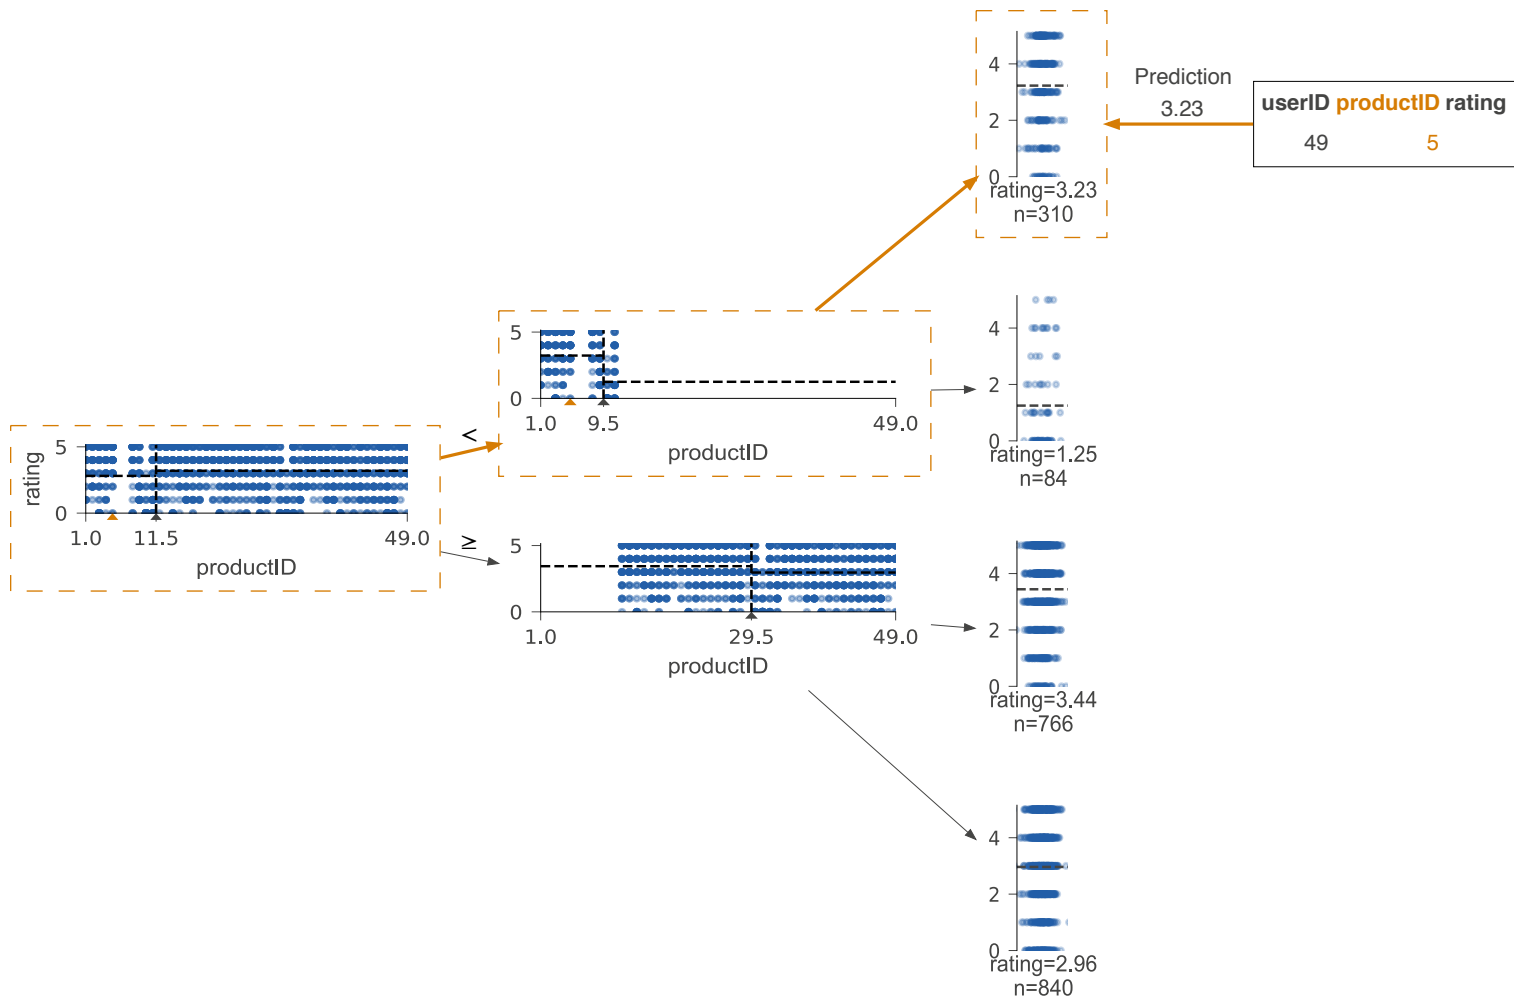 4
2
0
rating=3.23
n=310
Prediction
3.23
userID productID rating
49 5
4
2
0
rating=1.25
n=84
5
0
1.0 9.5 49.0
productID
<
rating
5
0
1.0 11.5 49.0
productID
≥
5
0
1.0 29.5 49.0
productID
4
2
0
rating=3.44
n=766
4
2
0
rating=2.96
n=840